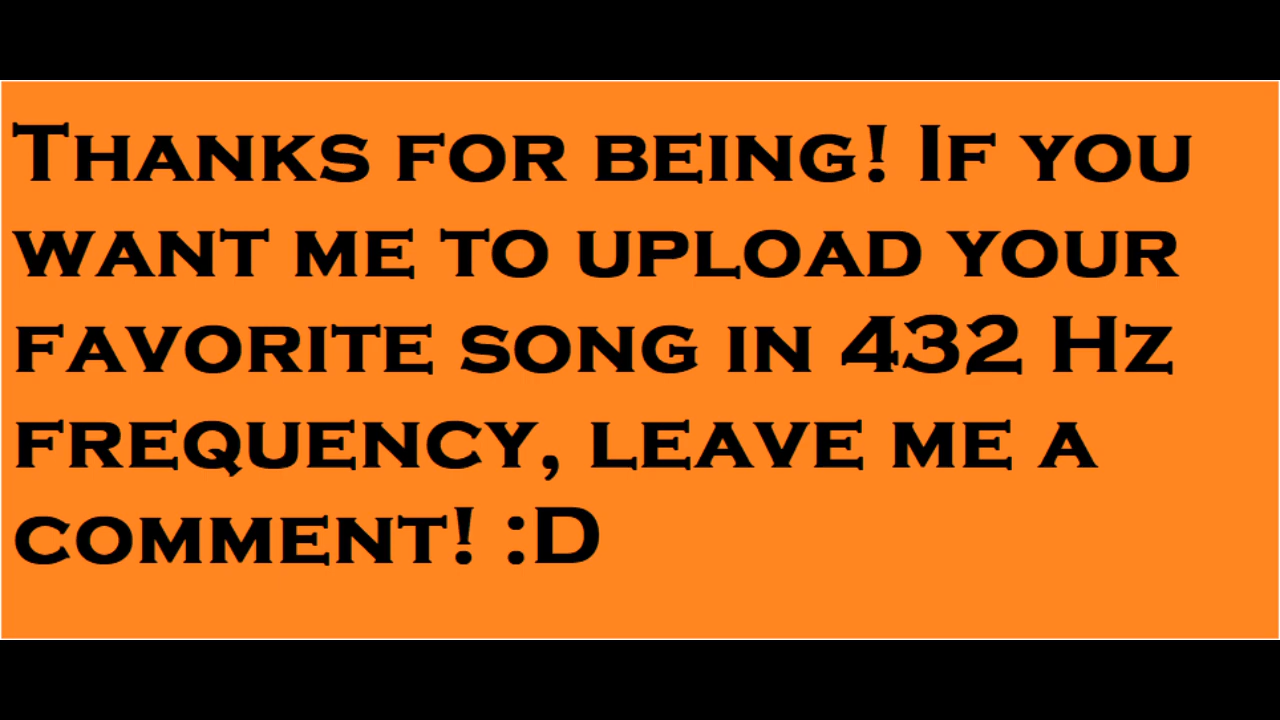 Thanks for being! If you
want me to upload your
favorite song in 432 Hz
frequency, leave me a
comment! :D